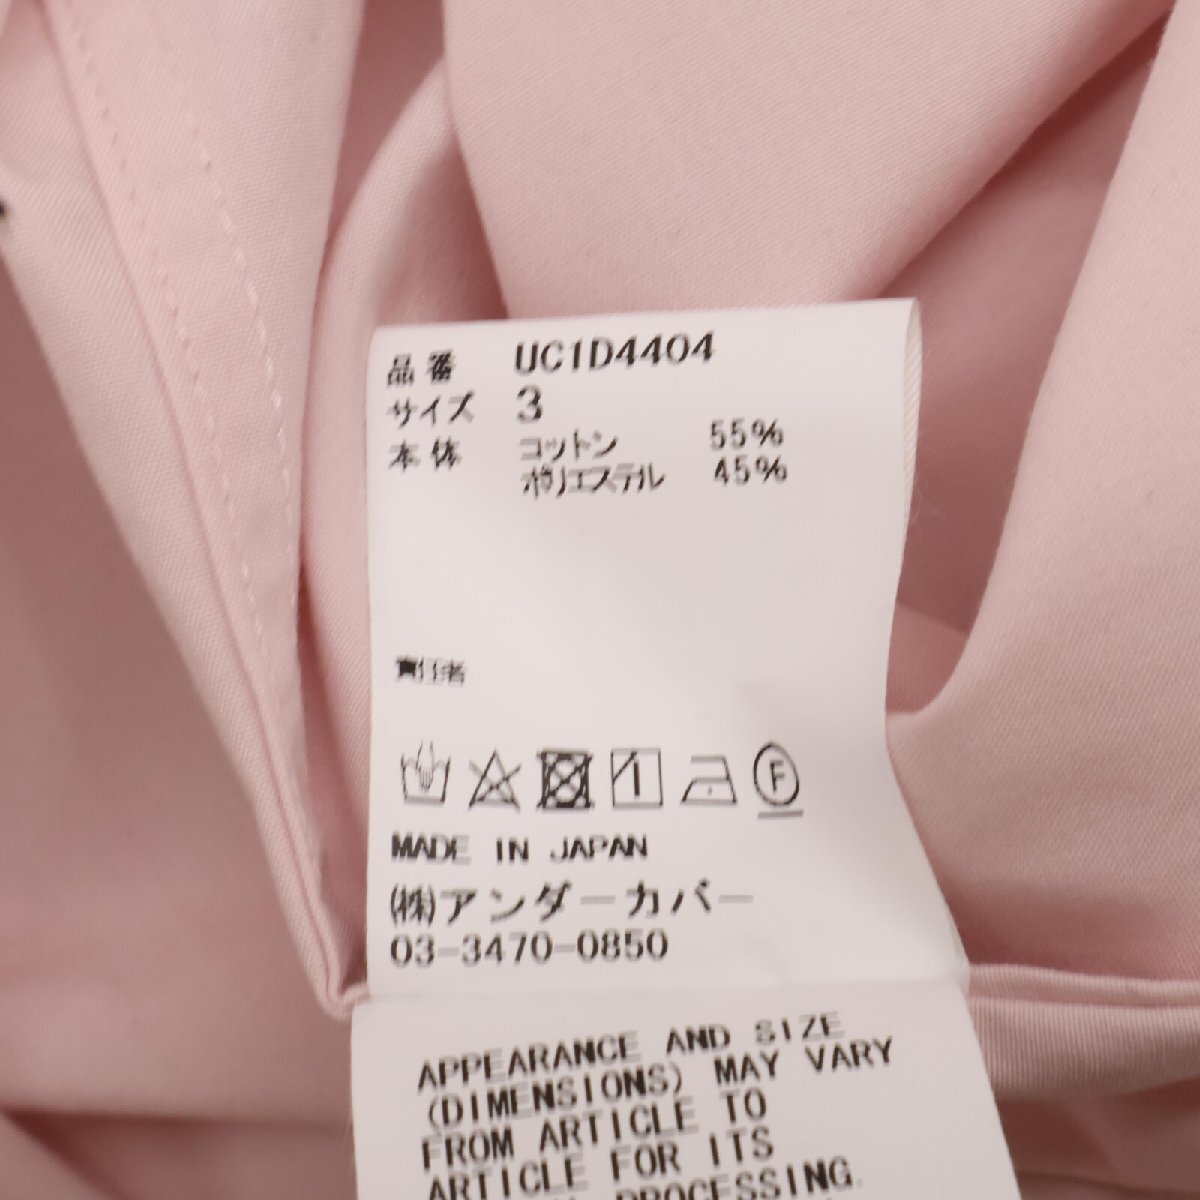 品番 UC1D4404
サイズ 3
本体 コットン 55%
ポリエステル 45%
責任者
F
MADE IN JAPAN
㈱アンダーカバー
03-3470-0850
APPEARANCE AND SIZE
(DIMENSIONS) MAY VARY
FROM ARTICLE TO
ARTICLE FOR ITS
PROCESSING.